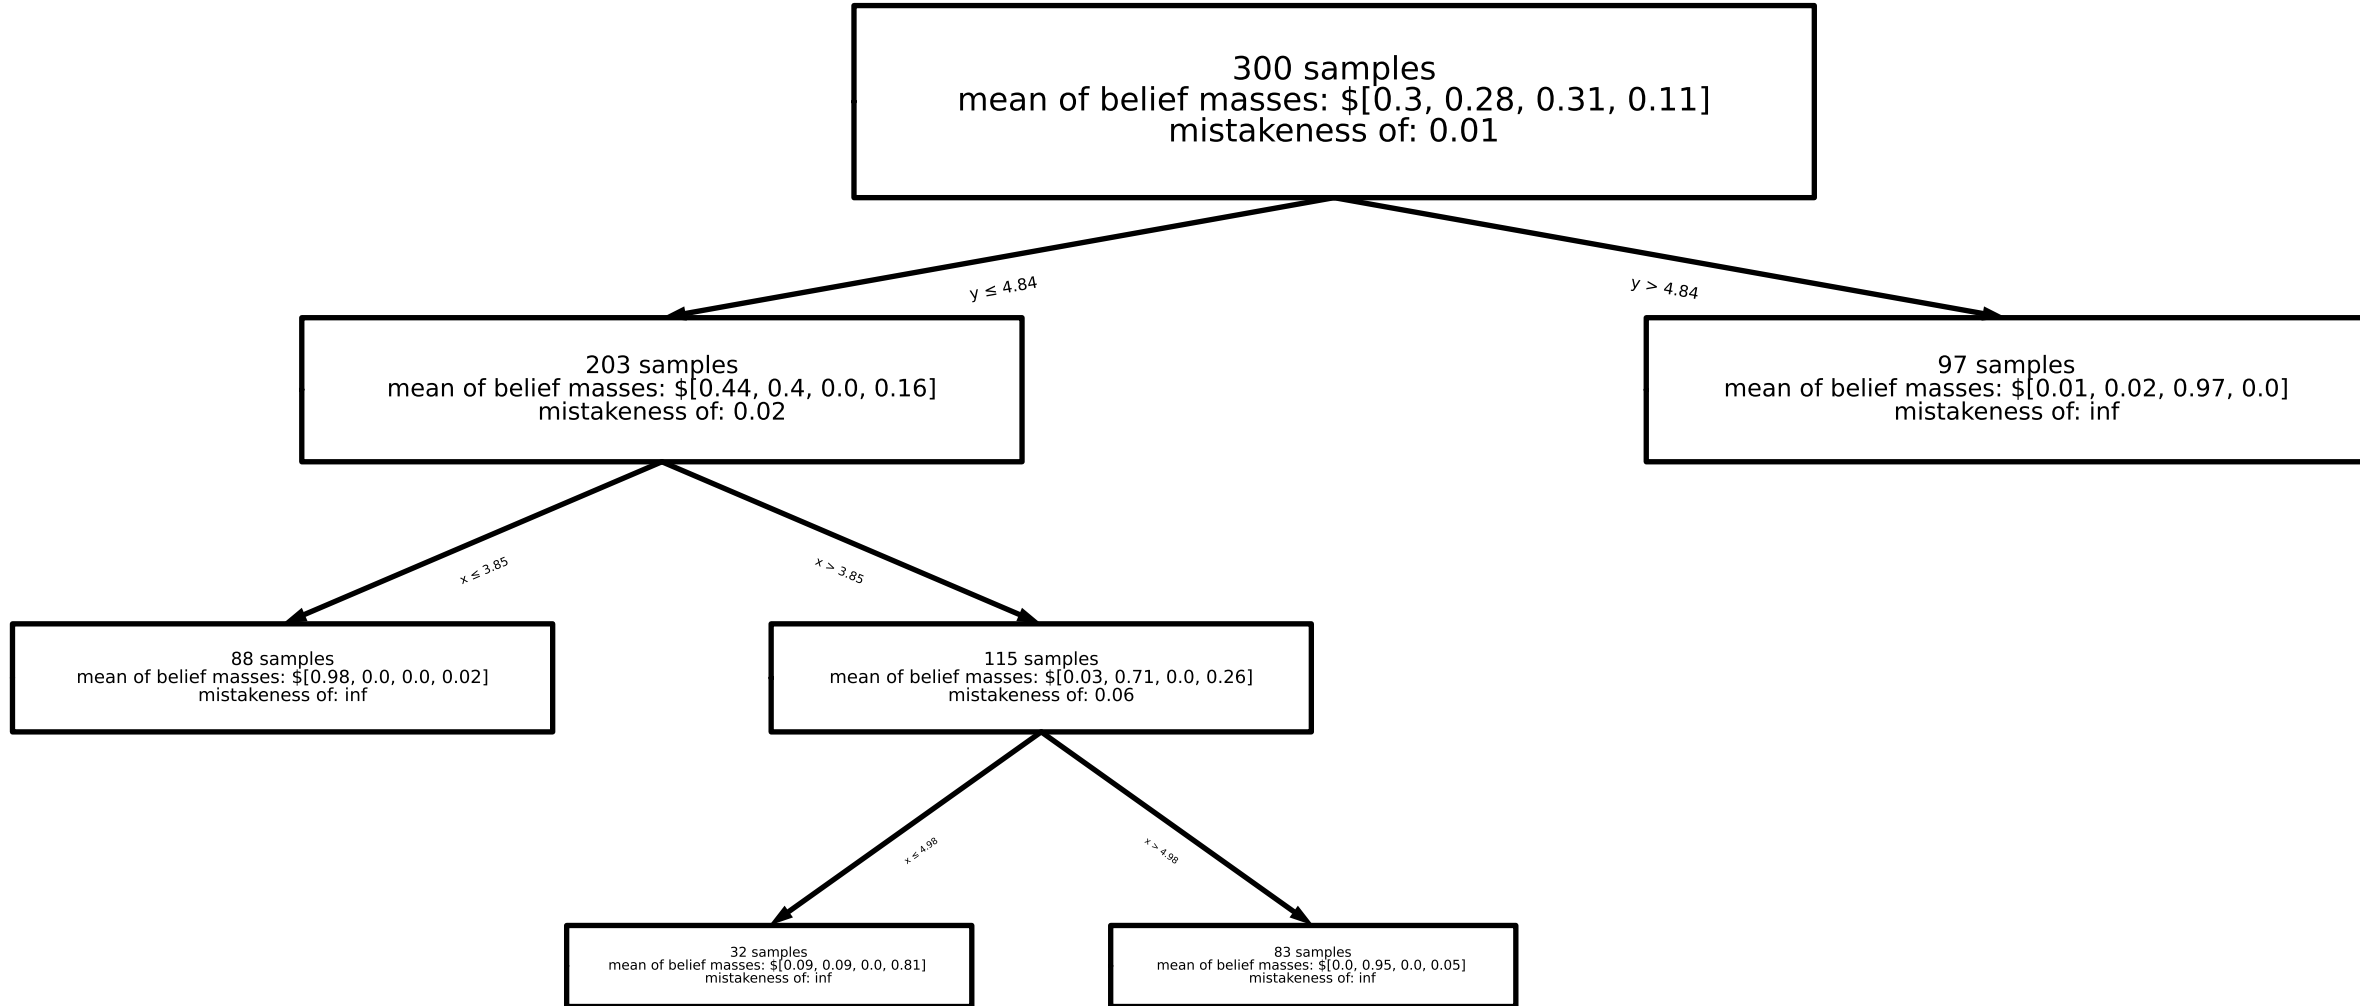 300 samples
mean of belief masses: $[0.3, 0.28, 0.31, 0.11]
mistakeness of: 0.01
y ≤ 4.84
y > 4.84
203 samples
mean of belief masses: $[0.44, 0.4, 0.0, 0.16]
mistakeness of: 0.02
97 samples
mean of belief masses: $[0.01, 0.02, 0.97, 0.0]
mistakeness of: inf
x ≤ 3.85
x > 3.85
88 samples
mean of belief masses: $[0.98, 0.0, 0.0, 0.02]
mistakeness of: inf
115 samples
mean of belief masses: $[0.03, 0.71, 0.0, 0.26]
mistakeness of: 0.06
x ≤ 4.98
x > 4.98
32 samples
mean of belief masses: $[0.09, 0.09, 0.0, 0.81]
mistakeness of: inf
83 samples
mean of belief masses: $[0.0, 0.95, 0.0, 0.05]
mistakeness of: inf